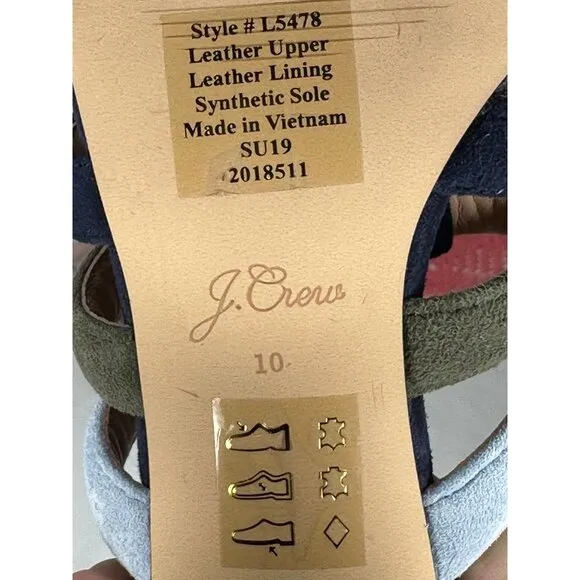 Style # L5478
Leather Upper
Leather Lining
Synthetic Sole
Made in Vietnam
SU19
2018511
J.Crew
10